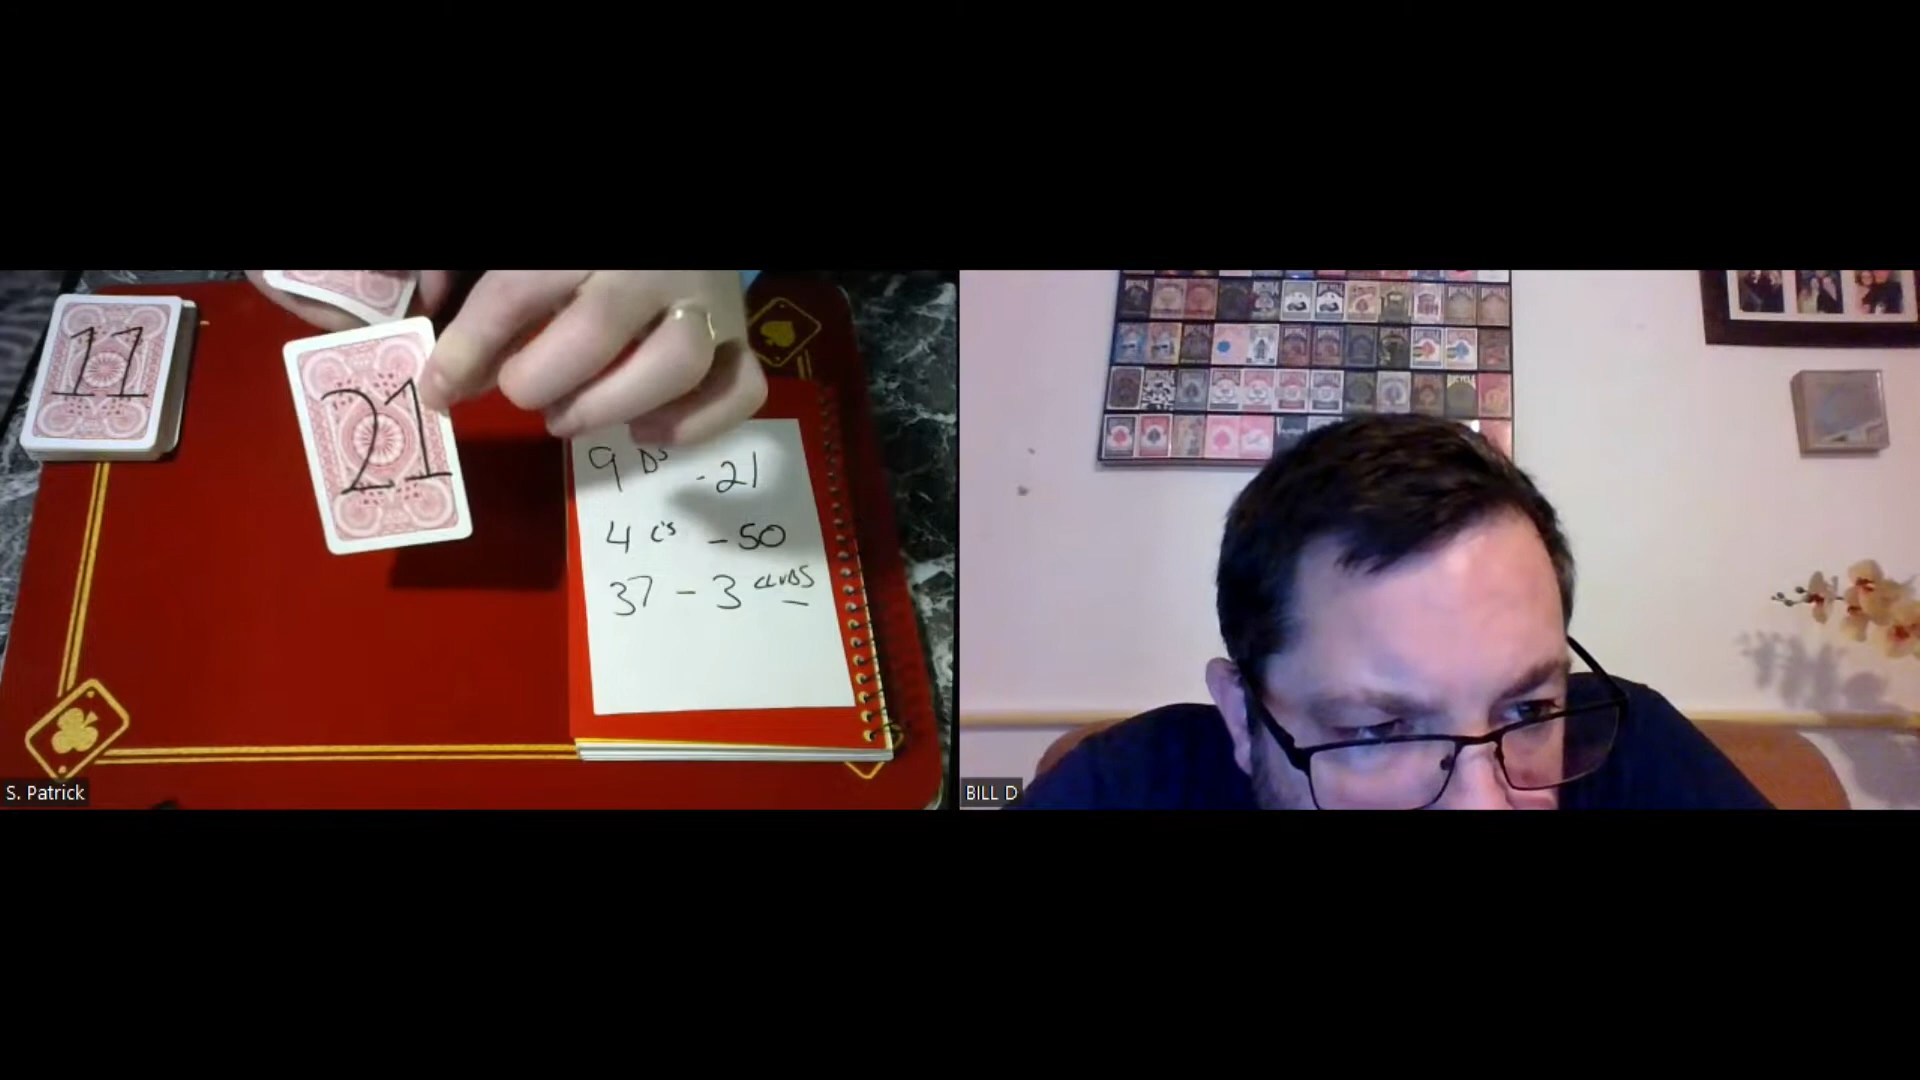 11
21
9 D's - 21
4 C's - 50
37 - 3 CLUBS
S. Patrick
BILL D